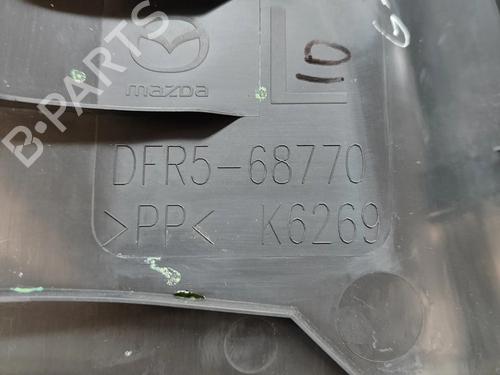 mazda
L
10
DFR5-68770
>PP< K6269
B-PARTS